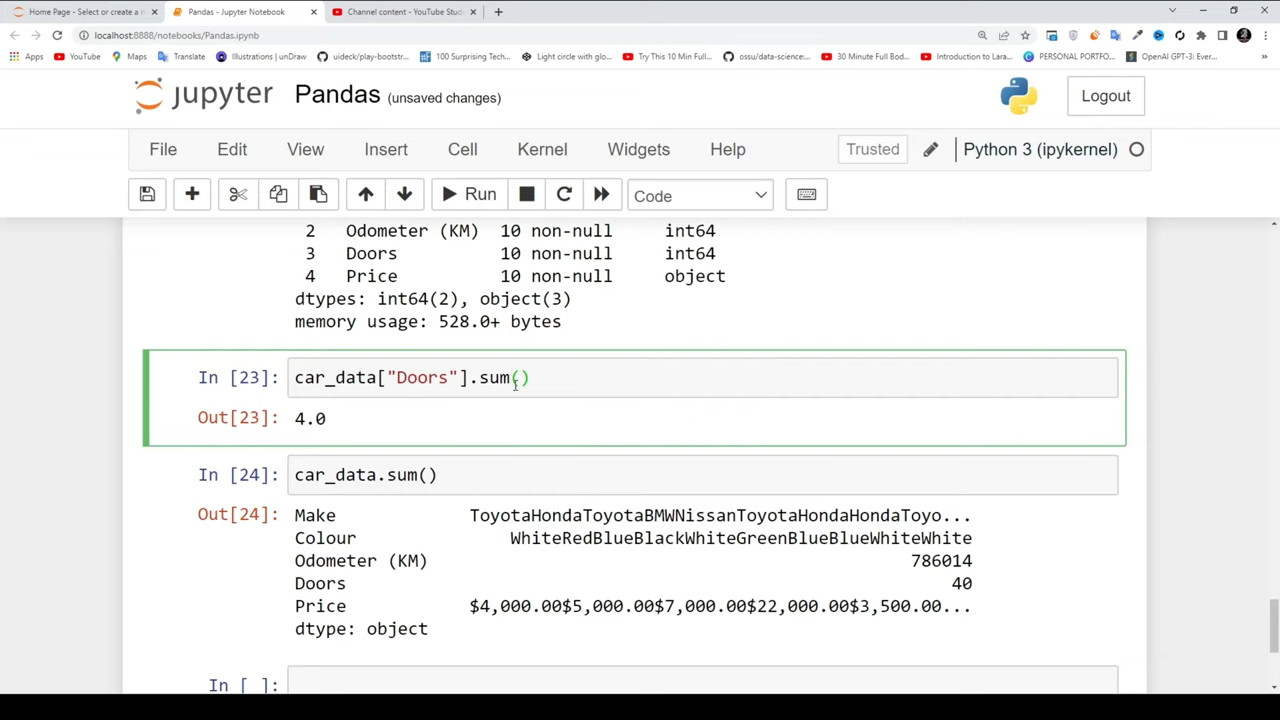 Home Page - Select or create a n
Pandas - Jupyter Notebook
Channel content - YouTube Stud
localhost:8888/notebooks/Pandas.ipynb
Apps YouTube Maps Translate Illustrations | unDraw uideck/play-bootstr... 100 Surprising Tech... Light circle with glo... Try This 10 Min Full... ossu/data-science:... 30 Minute Full Bod... Introduction to Lara... PERSONAL PORTFO... OpenAI GPT-3: Ever... »
jupyter Pandas (unsaved changes) Logout
File Edit View Insert Cell Kernel Widgets Help Trusted Python 3 (ipykernel)
Run Code
2 Odometer (KM) 10 non-null int64
3 Doors 10 non-null int64
4 Price 10 non-null object
dtypes: int64(2), object(3)
memory usage: 528.0+ bytes
In [23]: car_data["Doors"].sum()
Out[23]: 4.0
In [24]: car_data.sum()
Out[24]: Make ToyotaHondaToyotaBMWNissanToyotaHondaHondaToyo...
Colour WhiteRedBlueBlackWhiteGreenBlueBlueWhiteWhite
Odometer (KM) 786014
Doors 40
Price $4,000.00$5,000.00$7,000.00$22,000.00$3,500.00...
dtype: object
In [ ]: